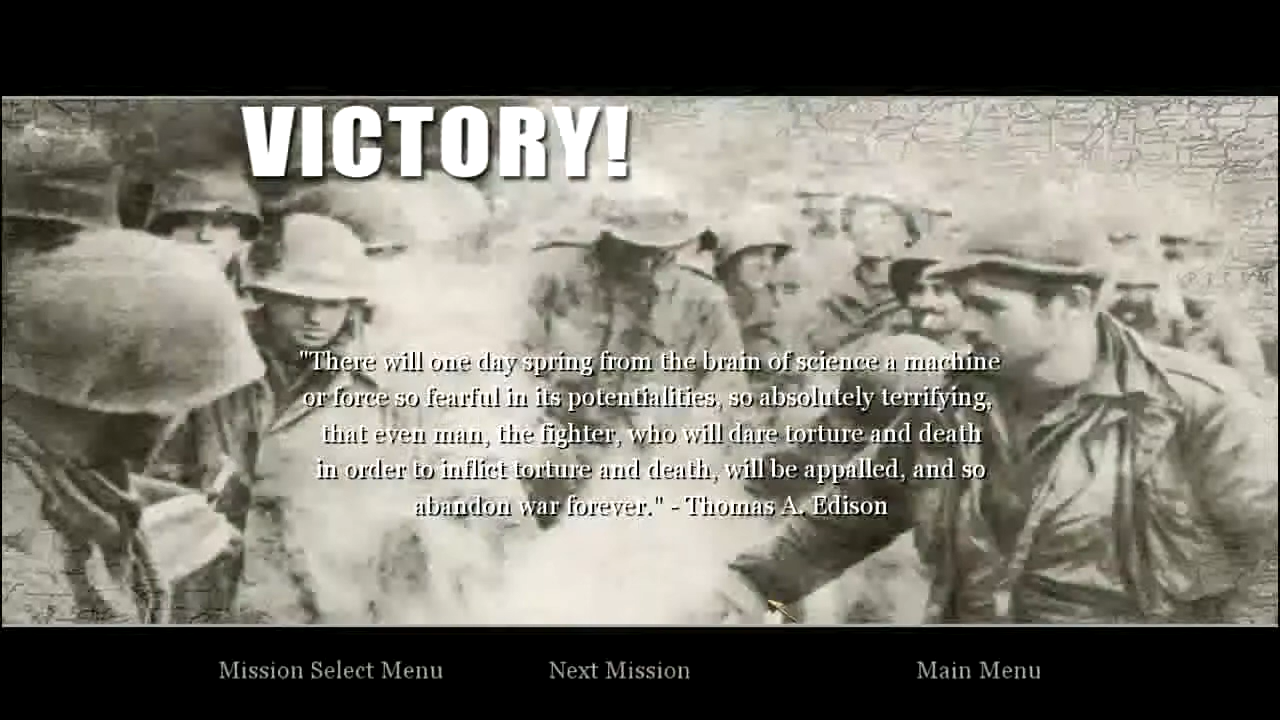 VICTORY!
"There will one day spring from the brain of science a machine
or force so fearful in its potentialities, so absolutely terrifying,
that even man, the fighter, who will dare torture and death
in order to inflict torture and death, will be appalled, and so
abandon war forever." - Thomas A. Edison
Mission Select Menu
Next Mission
Main Menu